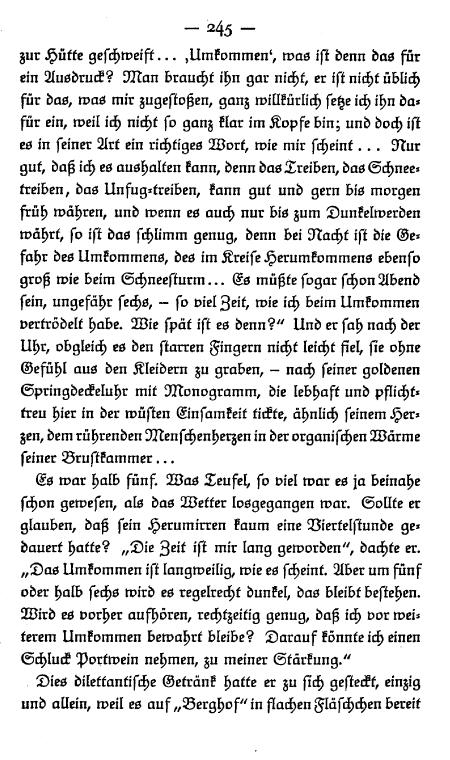 — 245 —
zur Hütte geschweift... ‚Umkommen‘, was ist denn das für
ein Ausdruck? Man braucht ihn gar nicht, er ist nicht üblich
für das, was mir zugestoßen, ganz willkürlich setze ich ihn da-
für ein, weil ich nicht so ganz klar im Kopfe bin; und doch ist
es in seiner Art ein richtiges Wort, wie mir scheint... Nur
gut, daß ich es aushalten kann, denn das Treiben, das Schnee-
treiben, das Unfug-treiben, kann gut und gern bis morgen
früh währen, und wenn es auch nur bis zum Dunkelwerden
währt, so ist das schlimm genug, denn bei Nacht ist die Ge-
fahr des Umkommens, des im Kreise Herumkommens ebenso
groß wie beim Schneesturm... Es müßte sogar schon Abend
sein, ungefähr sechs, – so viel Zeit, wie ich beim Umkommen
vertrödelt habe. Wie spät ist es denn?“ Und er sah nach der
Uhr, obgleich es den starren Fingern nicht leicht fiel, sie ohne
Gefühl aus den Kleidern zu graben, – nach seiner goldenen
Springdeckeluhr mit Monogramm, die lebhaft und pflicht-
treu hier in der wüsten Einsamkeit tickte, ähnlich seinem Her-
zen, dem rührenden Menschenherzen in der organischen Wärme
seiner Brustkammer...
Es war halb fünf. Was Teufel, so viel war es ja beinahe
schon gewesen, als das Wetter losgegangen war. Sollte er
glauben, daß sein Herumirren kaum eine Viertelstunde ge-
dauert hatte? „Die Zeit ist mir lang geworden“, dachte er.
„Das Umkommen ist langweilig, wie es scheint. Aber um fünf
oder halb sechs wird es regelrecht dunkel, das bleibt bestehen.
Wird es vorher aufhören, rechtzeitig genug, daß ich vor wei-
terem Umkommen bewahrt bleibe? Darauf könnte ich einen
Schluck Portwein nehmen, zu meiner Stärkung.“
Dies dilettantische Getränk hatte er zu sich gesteckt, einzig
und allein, weil es auf „Berghof“ in flachen Fläschchen bereit